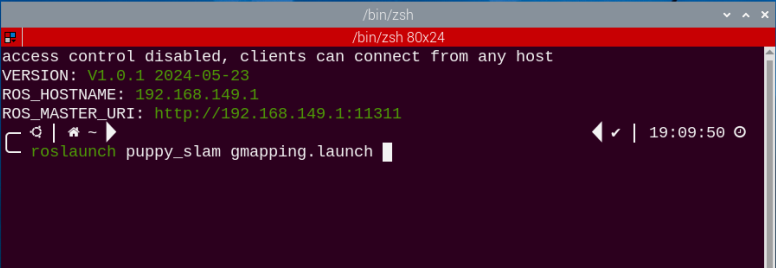 /bin/zsh
/bin/zsh 80x24
access control disabled, clients can connect from any host
VERSION: V1.0.1 2024-05-23
ROS_HOSTNAME: 192.168.149.1
ROS_MASTER_URI: http://192.168.149.1:11311
~ ✔ 19:09:50
roslaunch puppy_slam gmapping.launch